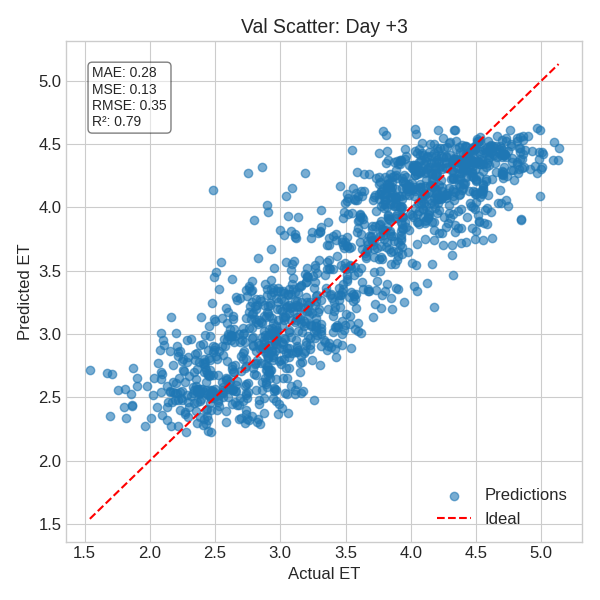 Val Scatter: Day +3
MAE: 0.28
MSE: 0.13
RMSE: 0.35
R²: 0.79
5.0
4.5
4.0
3.5
3.0
2.5
2.0
1.5
Predicted ET
Predictions
Ideal
1.5 2.0 2.5 3.0 3.5 4.0 4.5 5.0
Actual ET